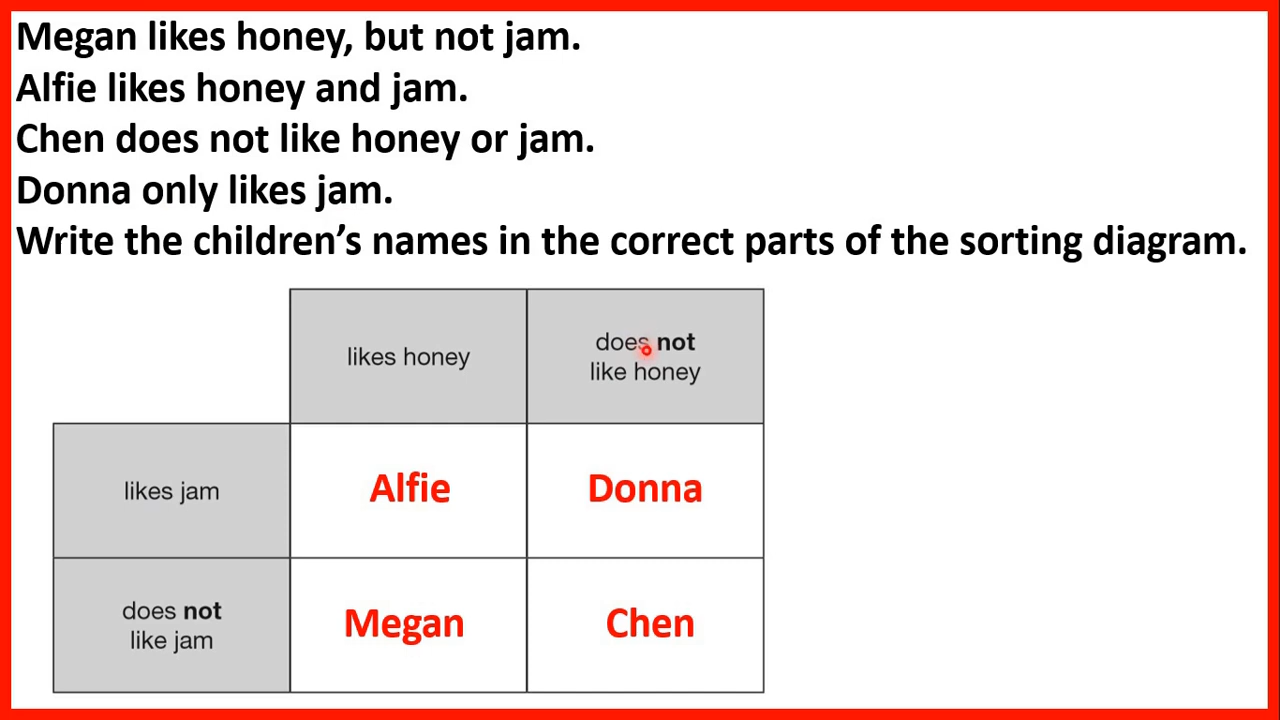 Megan likes honey, but not jam.
Alfie likes honey and jam.
Chen does not like honey or jam.
Donna only likes jam.
Write the children’s names in the correct parts of the sorting diagram.
likes honey
does not
like honey
likes jam
Alfie
Donna
does not
like jam
Megan
Chen